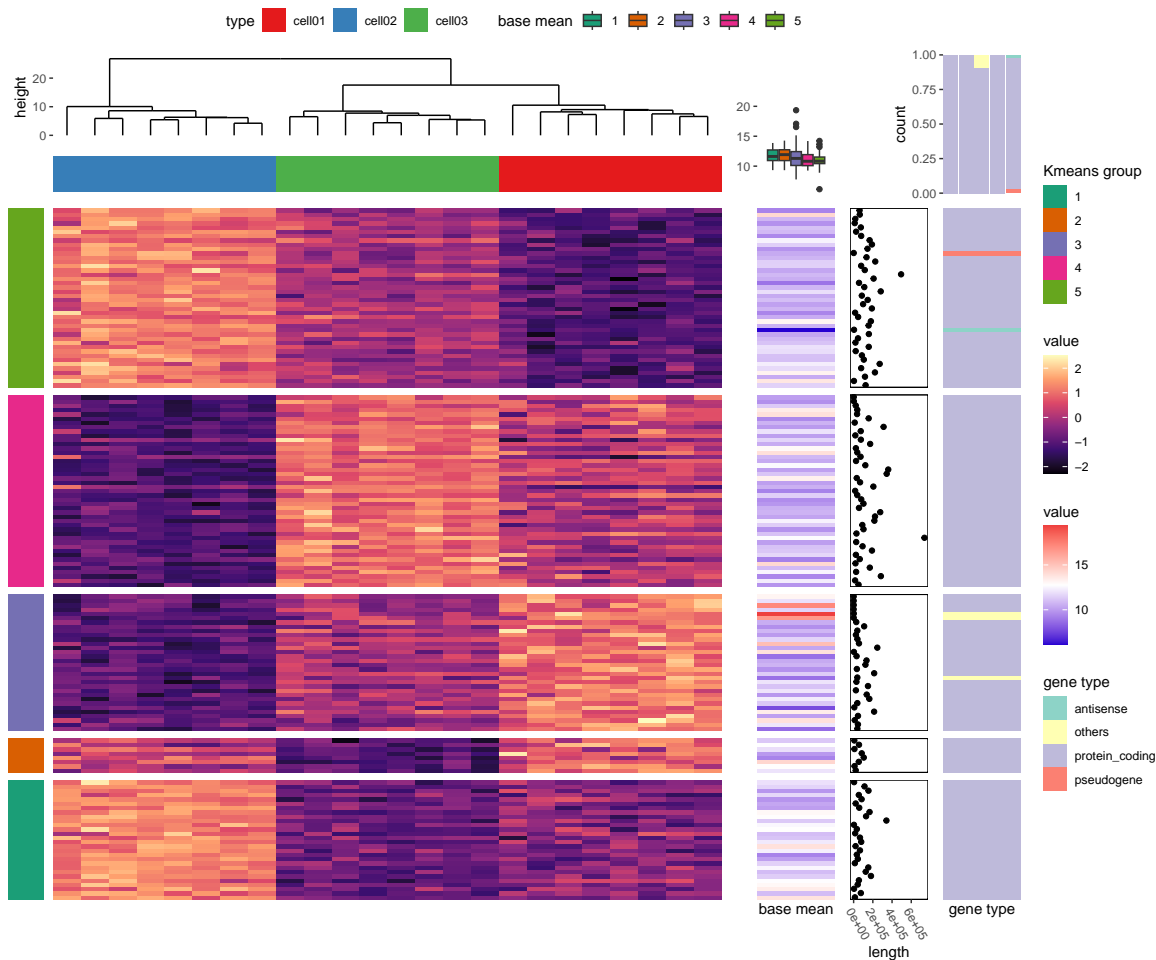 type cell01 cell02 cell03 base mean 1 2 3 4 5
height
20
10
0
20
15
10
count
1.00
0.75
0.50
0.25
0.00
Kmeans group
1
2
3
4
5
value
2
1
0
−1
−2
value
15
10
gene type
antisense
others
protein_coding
pseudogene
base mean
0e+00
2e+05
4e+05
6e+05
length
gene type